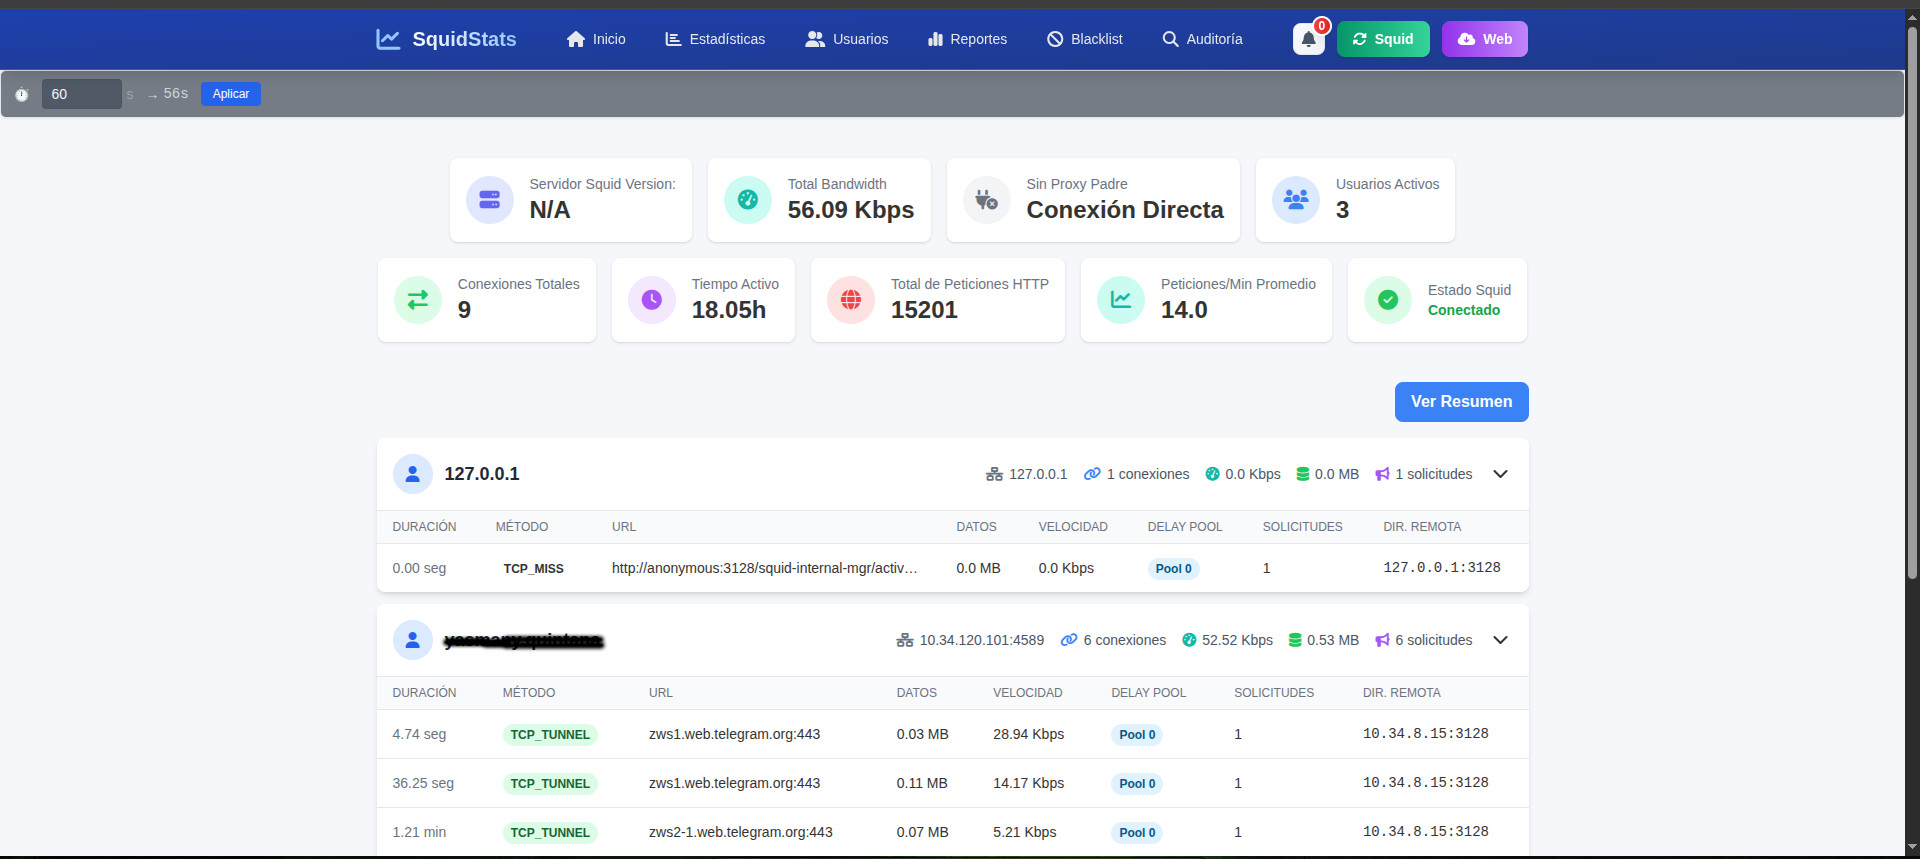 SquidStats Inicio Estadísticas Usuarios Reportes Blacklist Auditoría 0 Squid Web
60 s → 56s Aplicar
Servidor Squid Version: Total Bandwidth Sin Proxy Padre Usuarios Activos
N/A 56.09 Kbps Conexión Directa 3
Conexiones Totales Tiempo Activo Total de Peticiones HTTP Peticiones/Min Promedio Estado Squid
9 18.05h 15201 14.0 Conectado
Ver Resumen
127.0.0.1 127.0.0.1 1 conexiones 0.0 Kbps 0.0 MB 1 solicitudes
DURACIÓN MÉTODO URL DATOS VELOCIDAD DELAY POOL SOLICITUDES DIR. REMOTA
0.00 seg TCP_MISS http://anonymous:3128/squid-internal-mgr/activ… 0.0 MB 0.0 Kbps Pool 0 1 127.0.0.1:3128
10.34.120.101:4589 6 conexiones 52.52 Kbps 0.53 MB 6 solicitudes
DURACIÓN MÉTODO URL DATOS VELOCIDAD DELAY POOL SOLICITUDES DIR. REMOTA
4.74 seg TCP_TUNNEL zws1.web.telegram.org:443 0.03 MB 28.94 Kbps Pool 0 1 10.34.8.15:3128
36.25 seg TCP_TUNNEL zws1.web.telegram.org:443 0.11 MB 14.17 Kbps Pool 0 1 10.34.8.15:3128
1.21 min TCP_TUNNEL zws2-1.web.telegram.org:443 0.07 MB 5.21 Kbps Pool 0 1 10.34.8.15:3128